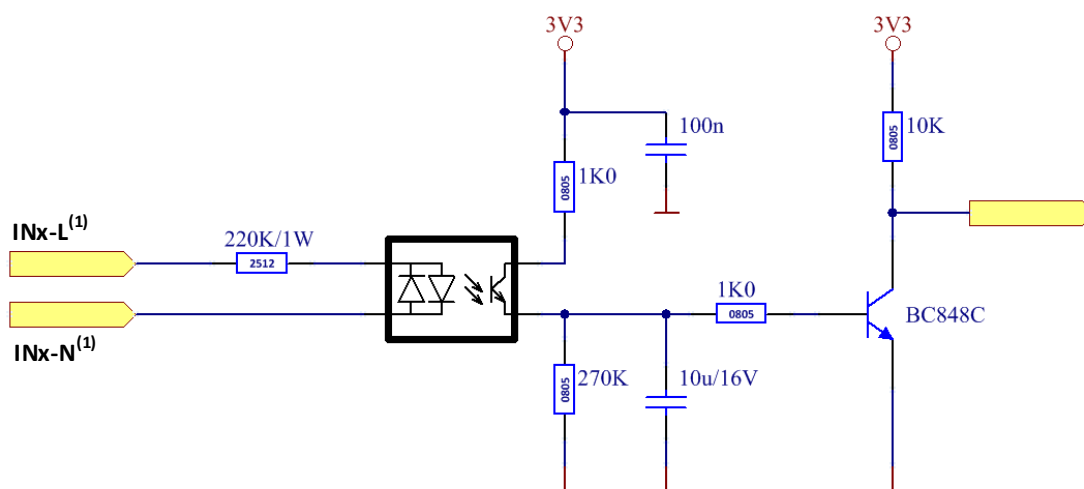 3V3
3V3
100n
10K
0805
0805
1K0
INx-L(1)
220K/1W
2512
1K0
0805
BC848C
INx-N(1)
0805
270K
10u/16V